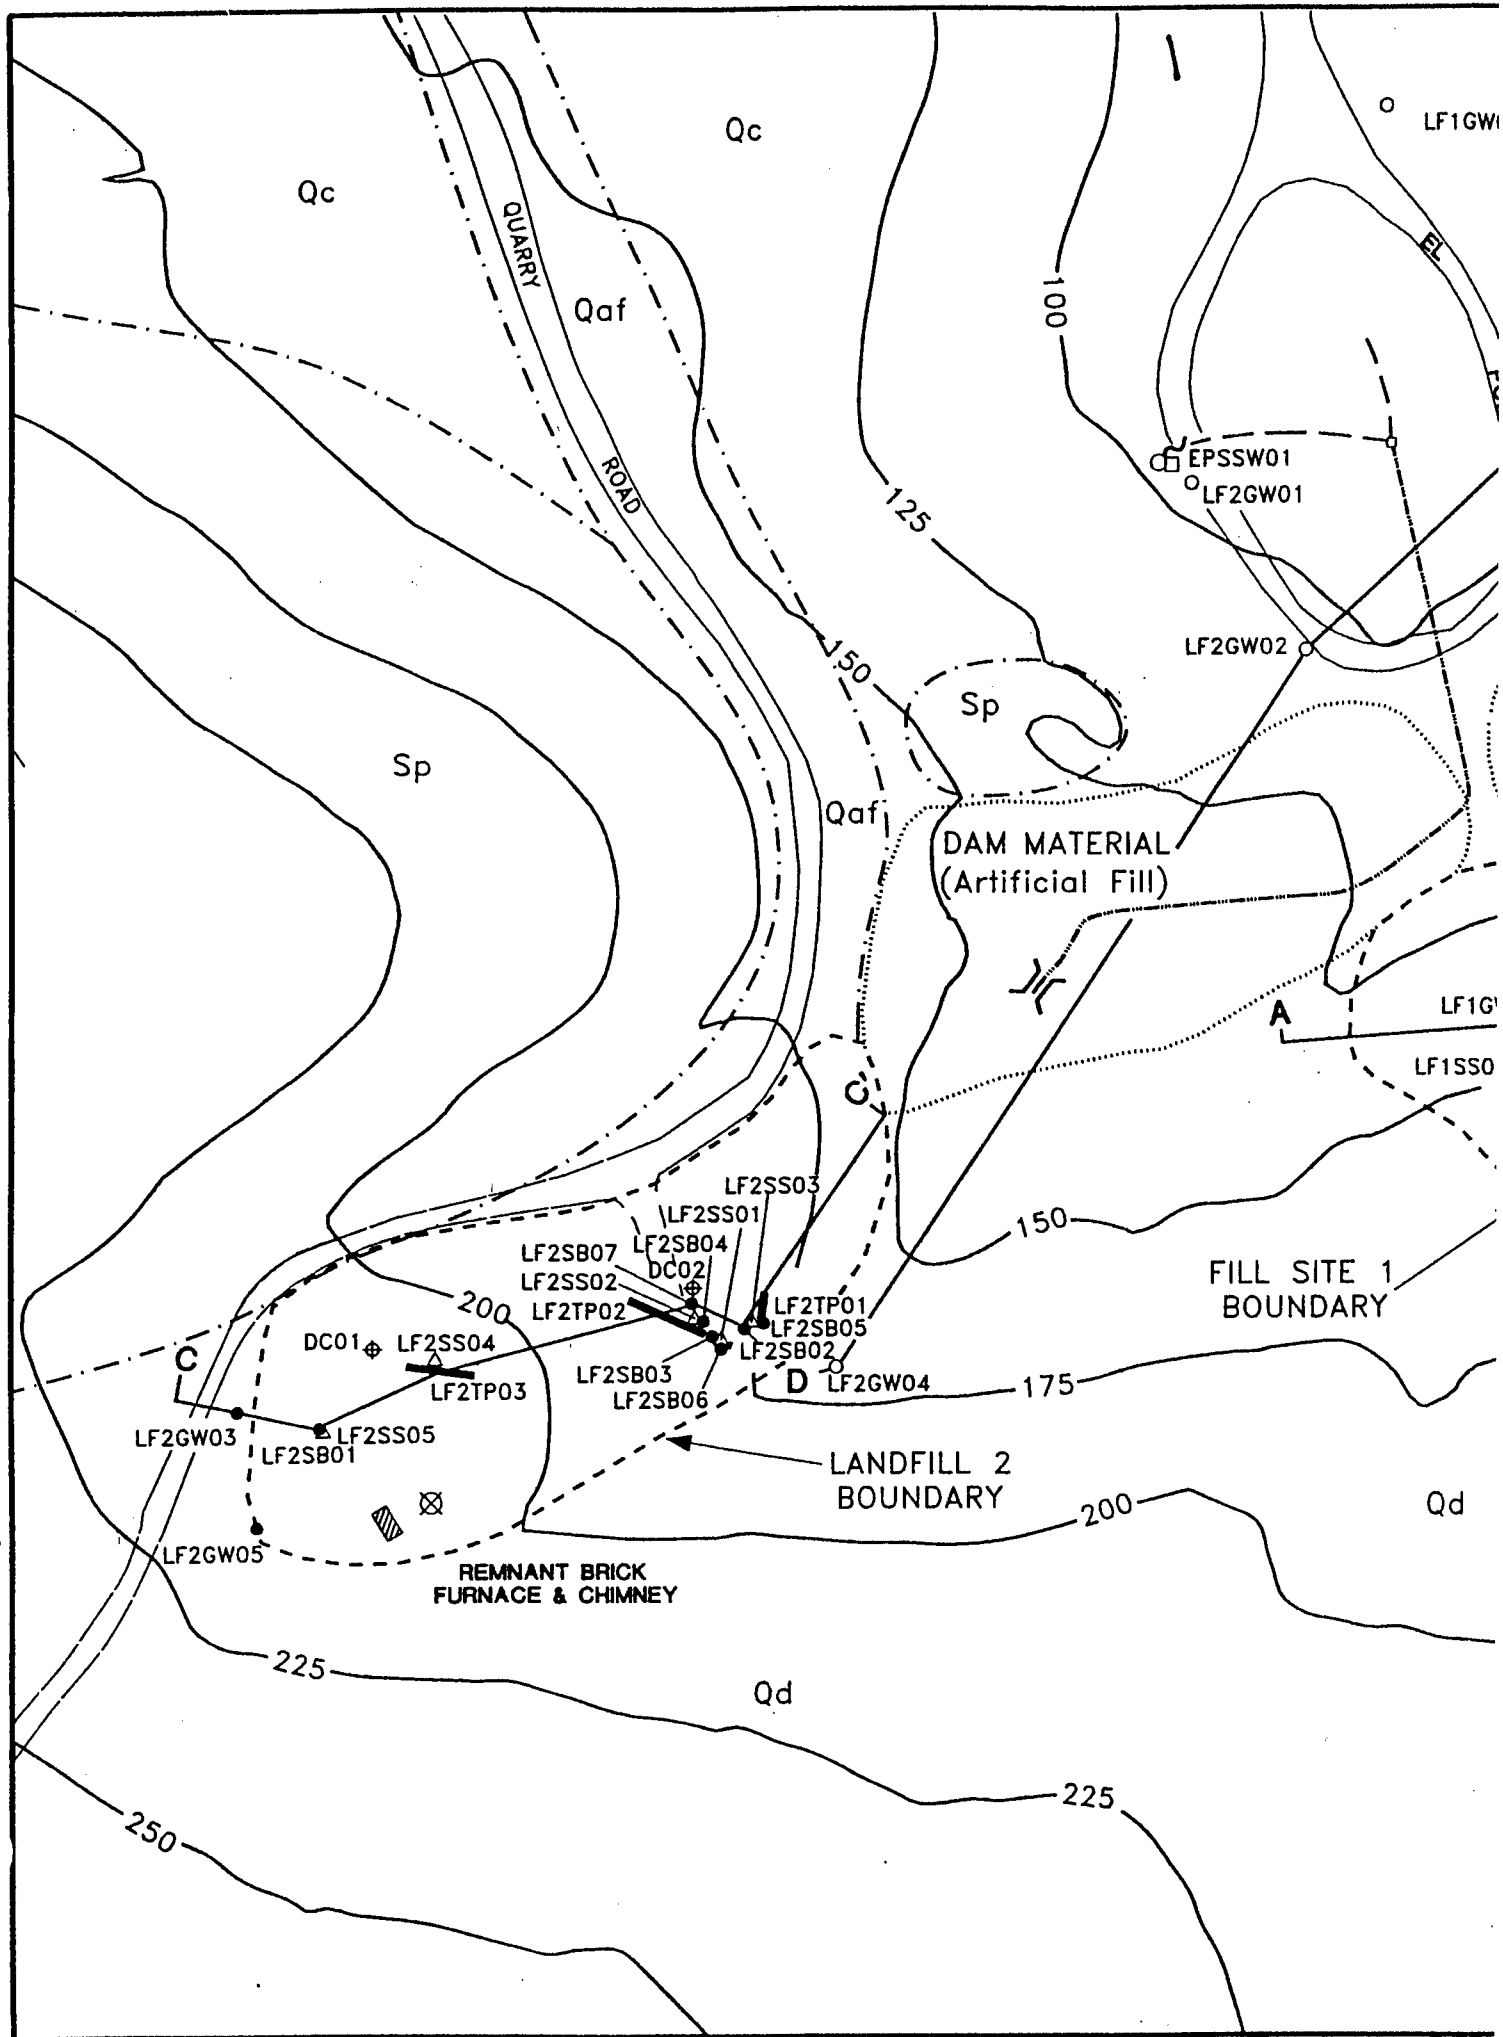 Qc
LF1GW
Qc
QUARRY
EL
Qaf
100
ROAD
EPSSW01
LF2GW01
125
LF2GW02
150
Sp
Sp
Qaf
DAM MATERIAL
(Artificial Fill)
A
LF1G
LF1SS0
C'
LF2SS03
LF2SS01
150
LF2SB07
LF2SB04
LF2SS02
DC02
FILL SITE 1
BOUNDARY
200
LF2TP02
LF2TP01
LF2SB05
DC01
LF2SS04
LF2SB02
C
LF2SB03
D
LF2GW04
175
LF2TP03
LF2SB06
LF2GW03
LF2SS05
LF2SB01
LANDFILL 2
BOUNDARY
200
Qd
LF2GW05
REMNANT BRICK
FURNACE & CHIMNEY
225
Qd
225
250